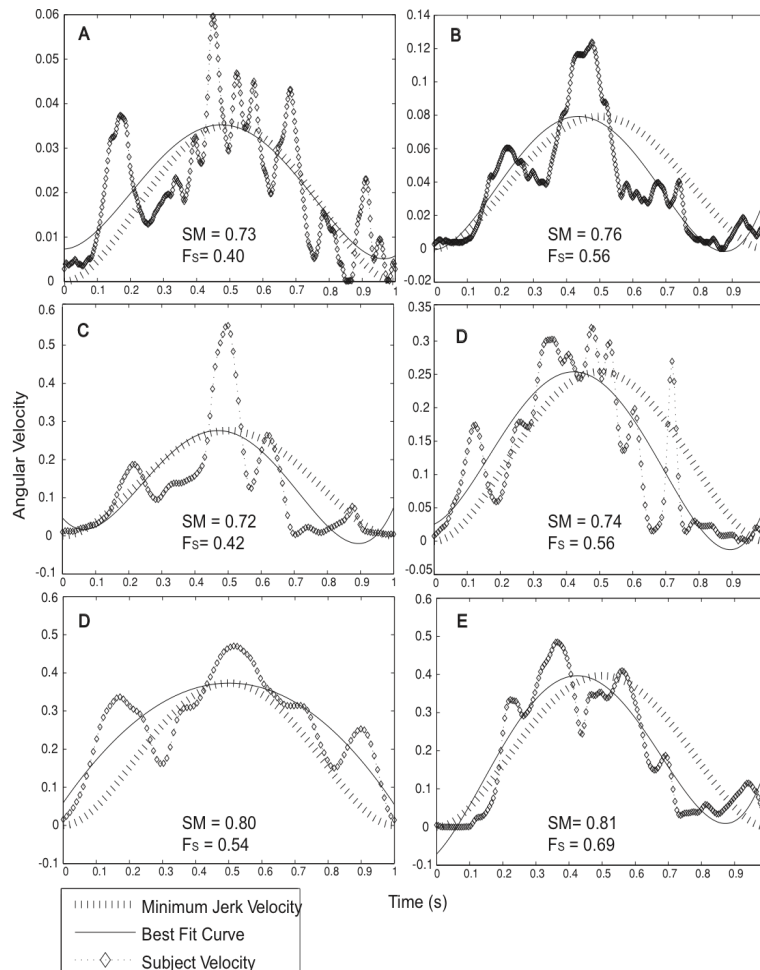 A
0.06
0.05
0.04
0.03
0.02
0.01
0
0.0 0.1 0.2 0.3 0.4 0.5 0.6 0.7 0.8 0.9 1
SM = 0.73
Fs= 0.40
B
0.14
0.12
0.10
0.08
0.06
0.04
0.02
0
-0.02
0.0 0.1 0.2 0.3 0.4 0.5 0.6 0.7 0.8 0.9
SM = 0.76
Fs= 0.56
C
0.6
0.5
0.4
0.3
0.2
0.1
0
-0.1
0 0.1 0.2 0.3 0.4 0.5 0.6 0.7 0.8 0.9 1
SM = 0.72
Fs= 0.42
D
0.35
0.3
0.25
0.2
0.15
0.1
0.05
0
-0.05
0.0 0.1 0.2 0.3 0.4 0.5 0.6 0.7 0.8 0.9
SM = 0.74
Fs= 0.56
Angular Velocity
D
0.6
0.5
0.4
0.3
0.2
0.1
0
-0.1
0.0 0.1 0.2 0.3 0.4 0.5 0.6 0.7 0.8 0.9 1
SM = 0.80
Fs = 0.54
E
0.6
0.5
0.4
0.3
0.2
0.1
0
-0.1
0.0 0.1 0.2 0.3 0.4 0.5 0.6 0.7 0.8 0.9
SM= 0.81
Fs = 0.69
Time (s)
Minimum Jerk Velocity
Best Fit Curve
Subject Velocity